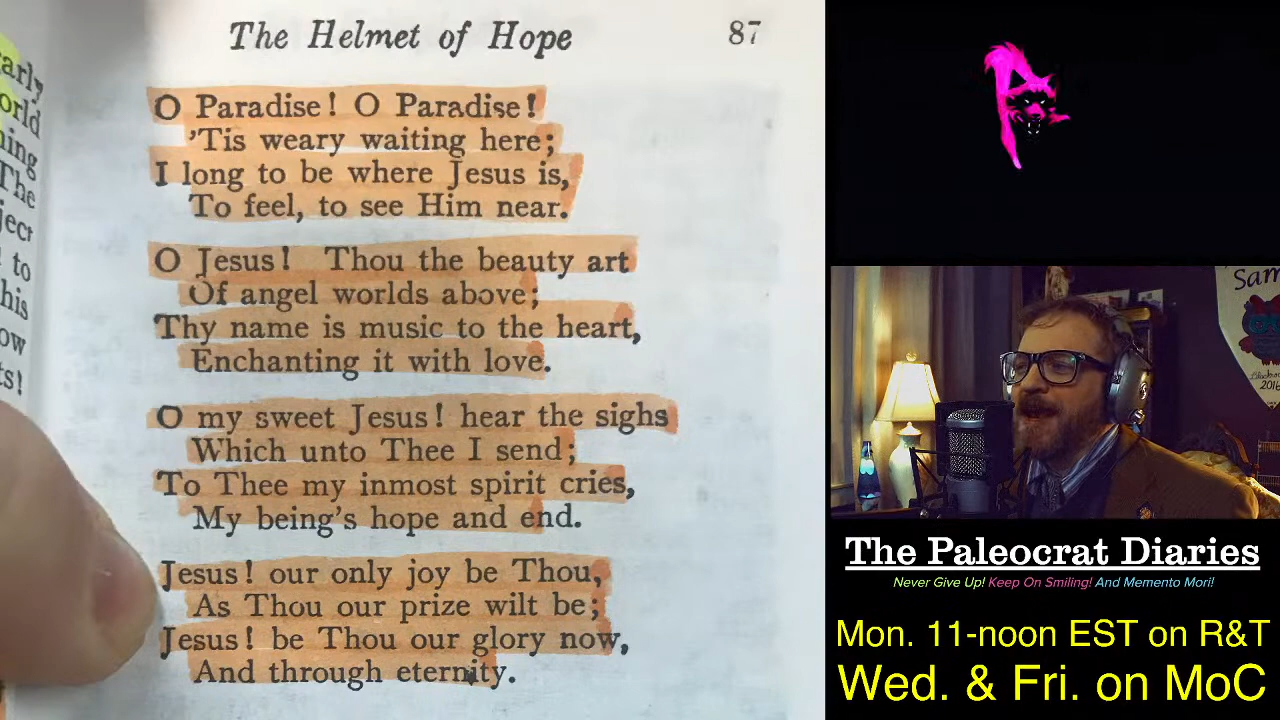 The Helmet of Hope 87
O Paradise! O Paradise!
'Tis weary waiting here;
I long to be where Jesus is,
To feel, to see Him near.
O Jesus! Thou the beauty art
Of angel worlds above;
Thy name is music to the heart,
Enchanting it with love.
O my sweet Jesus! hear the sighs
Which unto Thee I send;
To Thee my inmost spirit cries,
My being's hope and end.
Jesus! our only joy be Thou,
As Thou our prize wilt be;
Jesus! be Thou our glory now,
And through eternity.
The
to
Sam
2016
The Paleocrat Diaries
Never Give Up! Keep On Smiling! And Memento Mori!
Mon. 11-noon EST on R&T
Wed. & Fri. on MoC